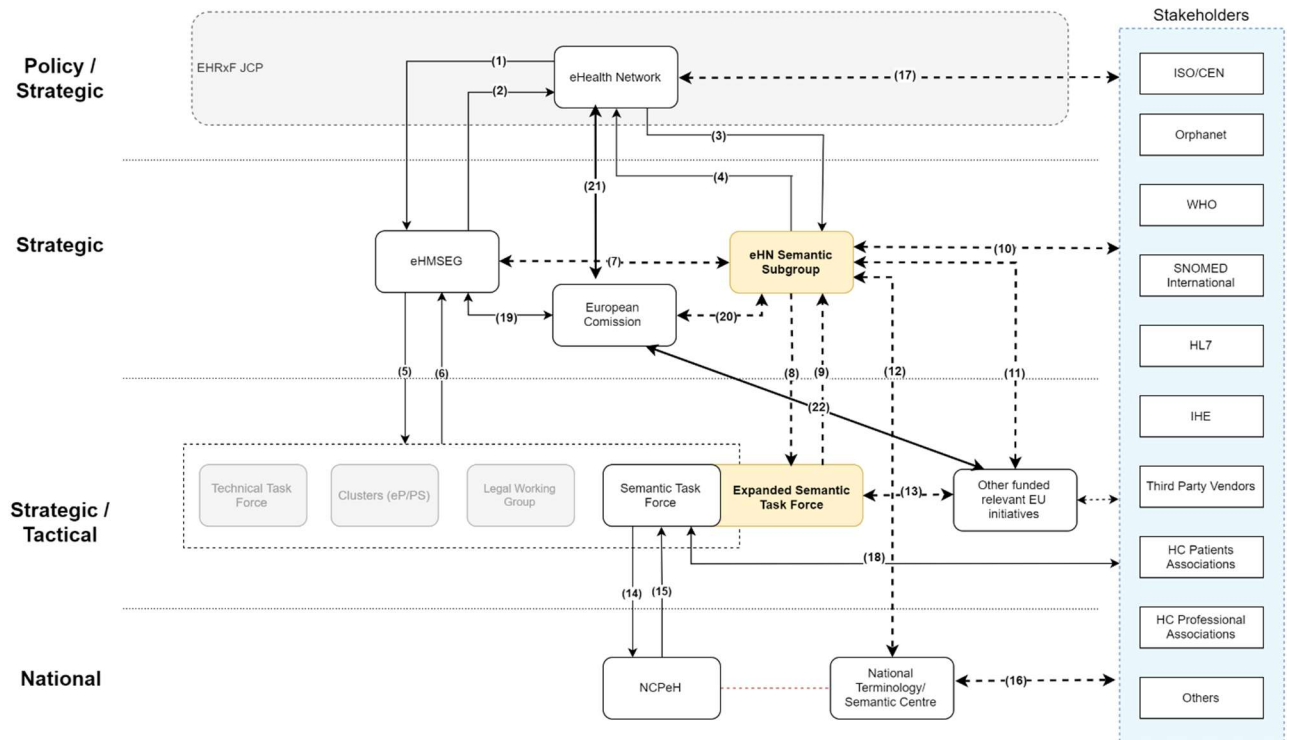 Stakeholders
Policy /
Strategic
EHRxF JCP
eHealth Network
(1)
(2)
(17)
(3)
(4)
(21)
ISO/CEN
Orphanet
WHO
Strategic
eHMSEG
(7)
eHN Semantic
Subgroup
(10)
SNOMED
International
(19)
European
Comission
(20)
HL7
(5)
(6)
(8)
(9)
(12)
(11)
(22)
IHE
Strategic /
Tactical
Technical Task
Force
Clusters (eP/PS)
Legal Working
Group
Semantic Task
Force
Expanded Semantic
Task Force
(13)
Other funded
relevant EU
initiatives
Third Party Vendors
(18)
HC Patients
Associations
(14)
(15)
HC Professional
Associations
National
NCPeH
National
Terminology/
Semantic Centre
(16)
Others